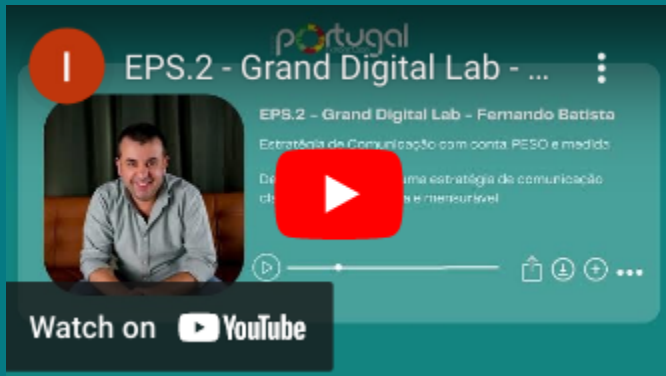 portugal
I
EPS.2 - Grand Digital Lab - ...
EPS.2 - Grand Digital Lab - Fernando Batista
Estratégia de Comunicação com conta PESO e medida
uma estratégia de comunicação
e mensurável
Watch on YouTube